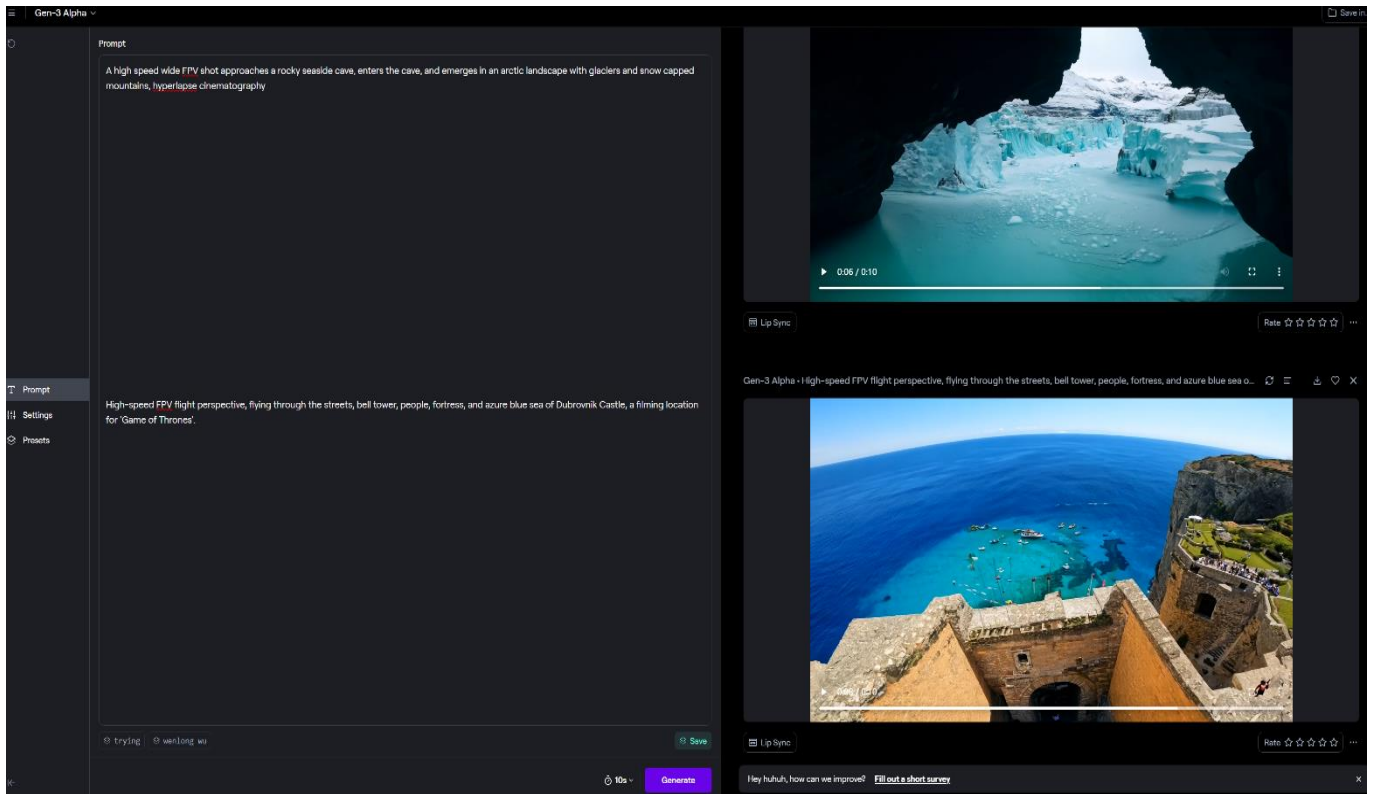 Gen-3 Alpha
Save in
Prompt
A high speed wide FPV shot approaches a rocky seaside cave, enters the cave, and emerges in an arctic landscape with glaciers and snow capped
mountains, hyperlapse cinematography
0:06 / 0:10
Lip Sync
Rate
Prompt
Settings
Presets
Gen-3 Alpha • High-speed FPV flight perspective, flying through the streets, bell tower, people, fortress, and azure blue sea o...
High-speed FPV flight perspective, flying through the streets, bell tower, people, fortress, and azure blue sea of Dubrovnik Castle, a filming location
for 'Game of Thrones'.
trying
wenlong wu
Save
Lip Sync
Rate
10s
Generate
Hey huhuh, how can we improve? Fill out a short survey